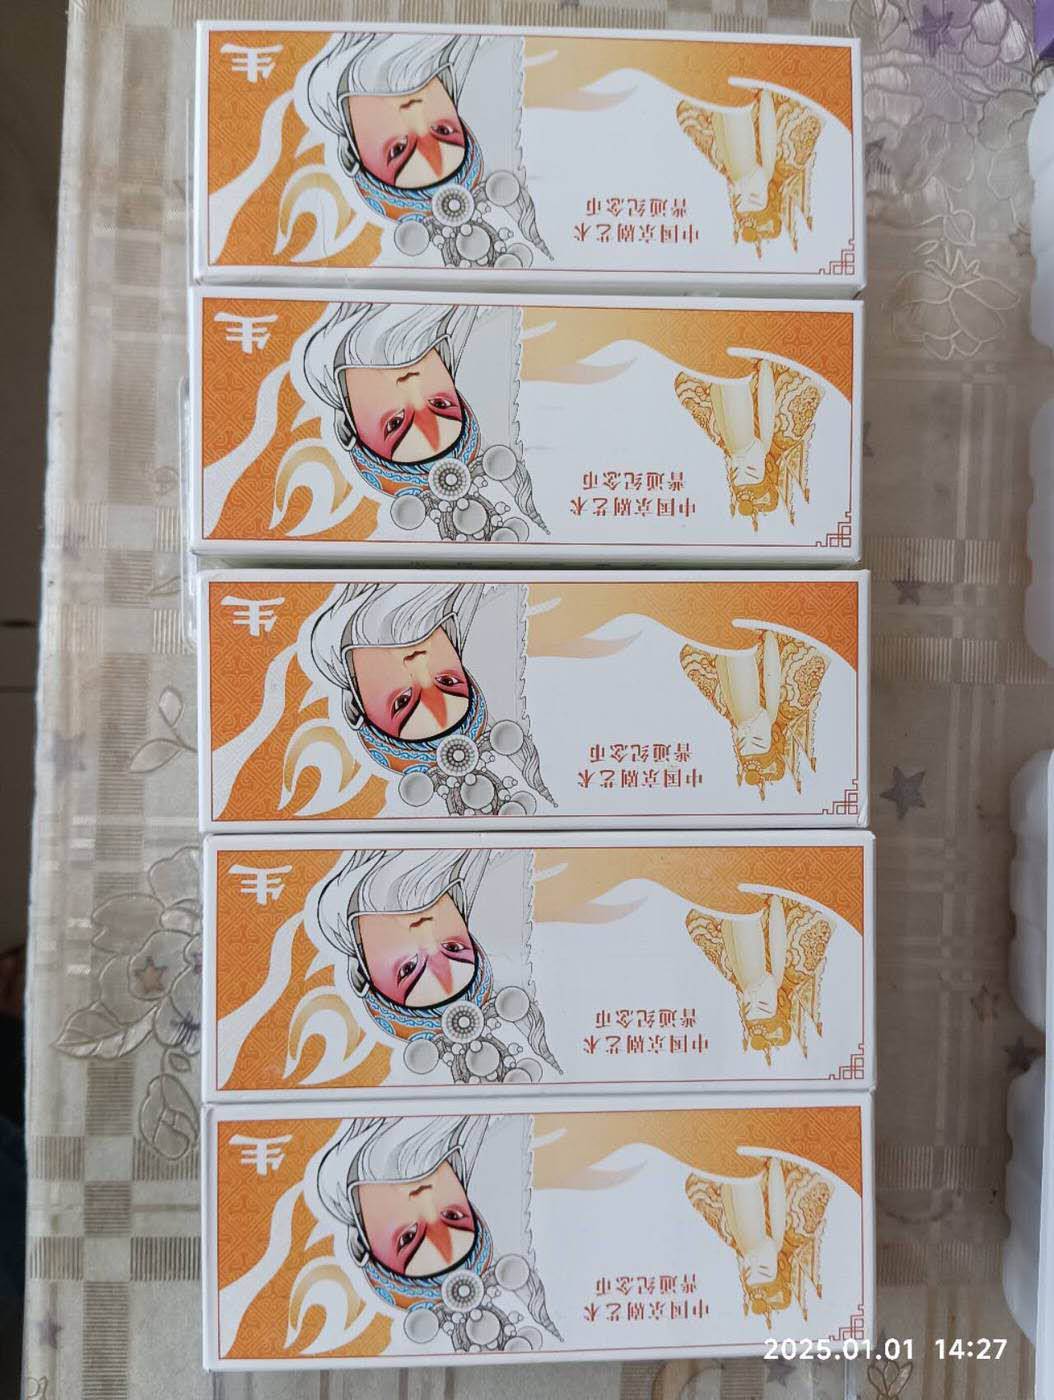 生
中国京剧艺术
普通纪念币
生
中国京剧艺术
普通纪念币
生
中国京剧艺术
普通纪念币
生
中国京剧艺术
普通纪念币
生
中国京剧艺术
普通纪念币
2025.01.01 14:27